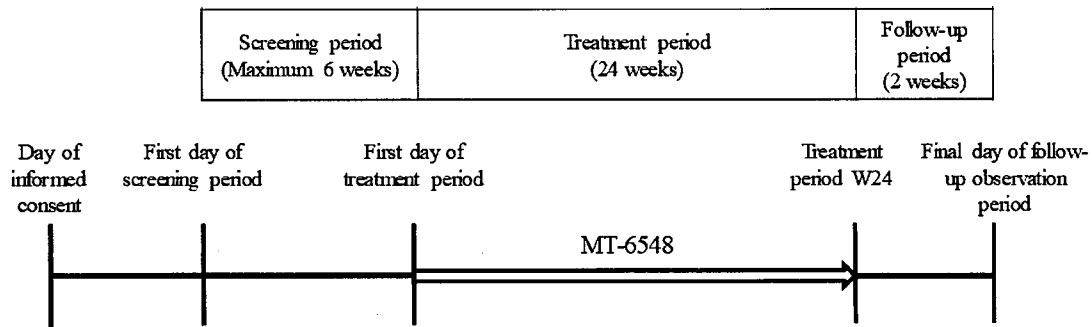 Screening period
(Maximum 6 weeks)
Treatment period
(24 weeks)
Follow-up
period
(2 weeks)
Day of
informed
consent
First day of
screening period
First day of
treatment period
Treatment
period W24
Final day of follow-
up observation
period
MT-6548